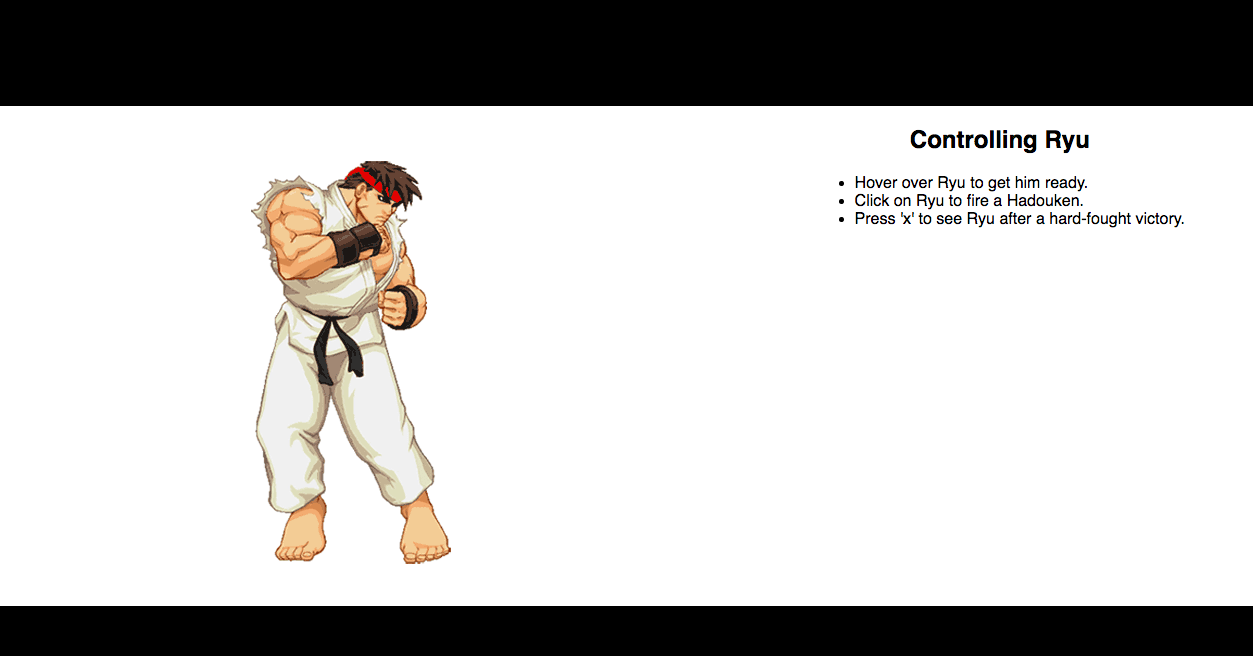 Controlling Ryu
Hover over Ryu to get him ready.
Click on Ryu to fire a Hadouken.
Press 'x' to see Ryu after a hard-fought victory.